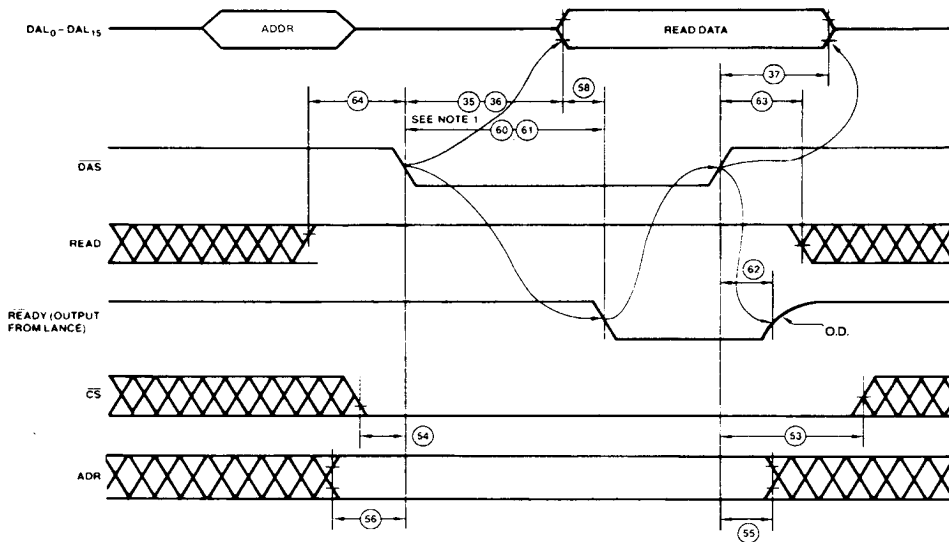 DAL0 – DAL15
ADDR
READ DATA
64
35 36
58
37
63
SEE NOTE 1
60 61
DAS
READ
62
READY (OUTPUT
FROM LANCE)
O.D.
CS
54
53
ADR
56
55